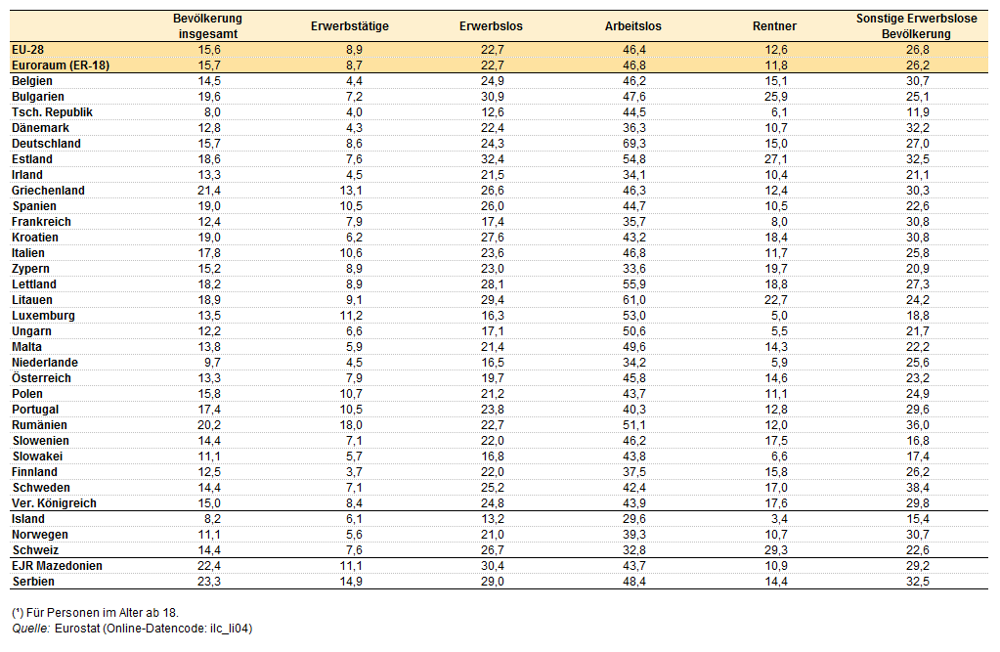 Bevölkerung insgesamt Erwerbstätige Erwerbslos Arbeitslos Rentner Sonstige Erwerbslose Bevölkerung
EU-28 15,6 8,9 22,7 46,4 12,6 26,8
Euroraum (ER-18) 15,7 8,7 22,7 46,8 11,8 26,2
Belgien 14,5 4,4 24,9 46,2 15,1 30,7
Bulgarien 19,6 7,2 30,9 47,6 25,9 25,1
Tsch. Republik 8,0 4,0 12,6 44,5 6,1 11,9
Dänemark 12,8 4,3 22,4 36,3 10,7 32,2
Deutschland 15,7 8,6 24,3 69,3 15,0 27,0
Estland 18,6 7,6 32,4 54,8 27,1 32,5
Irland 13,3 4,5 21,5 34,1 10,4 21,1
Griechenland 21,4 13,1 26,6 46,3 12,4 30,3
Spanien 19,0 10,5 26,0 44,7 10,5 22,6
Frankreich 12,4 7,9 17,4 35,7 8,0 30,8
Kroatien 19,0 6,2 27,6 43,2 18,4 30,8
Italien 17,8 10,6 23,6 46,8 11,7 25,8
Zypern 15,2 8,9 23,0 33,6 19,7 20,9
Lettland 18,2 8,9 28,1 55,9 18,8 27,3
Litauen 18,9 9,1 29,4 61,0 22,7 24,2
Luxemburg 13,5 11,2 16,3 53,0 5,0 18,8
Ungarn 12,2 6,6 17,1 50,6 5,5 21,7
Malta 13,8 5,9 21,4 49,6 14,3 22,2
Niederlande 9,7 4,5 16,5 34,2 5,9 25,6
Österreich 13,3 7,9 19,7 45,8 14,6 23,2
Polen 15,8 10,7 21,2 43,7 11,1 24,9
Portugal 17,4 10,5 23,8 40,3 12,8 29,6
Rumänien 20,2 18,0 22,7 51,1 12,0 36,0
Slowenien 14,4 7,1 22,0 46,2 17,5 16,8
Slowakei 11,1 5,7 16,8 43,8 6,6 17,4
Finnland 12,5 3,7 22,0 37,5 15,8 26,2
Schweden 14,4 7,1 25,2 42,4 17,0 38,4
Ver. Königreich 15,0 8,4 24,8 43,9 17,6 29,8
Island 8,2 6,1 13,2 29,6 3,4 15,4
Norwegen 11,1 5,6 21,0 39,3 10,7 30,7
Schweiz 14,4 7,6 26,7 32,8 29,3 22,6
EJR Mazedonien 22,4 11,1 30,4 43,7 10,9 29,2
Serbien 23,3 14,9 29,0 48,4 14,4 32,5
(¹) Für Personen im Alter ab 18.
Quelle: Eurostat (Online-Datencode: ilc_li04)